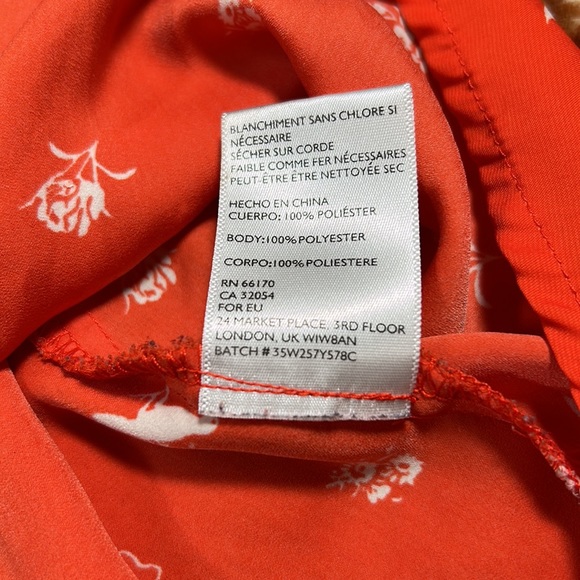 BLANCHIMENT SANS CHLORE SI
NÉCESSAIRE
SÉCHER SUR CORDE
FAIBLE COMME FER NÉCESSAIRES
PEUT-ÊTRE ÊTRE NETTOYÉE SEC
HECHO EN CHINA
CUERPO: 100% POLIÉSTER
BODY:100% POLYESTER
CORPO:100% POLIESTERE
RN 66170
CA 32054
FOR EU
24 MARKET PLACE, 3RD FLOOR
LONDON, UK WIW8AN
BATCH # 35W257Y578C